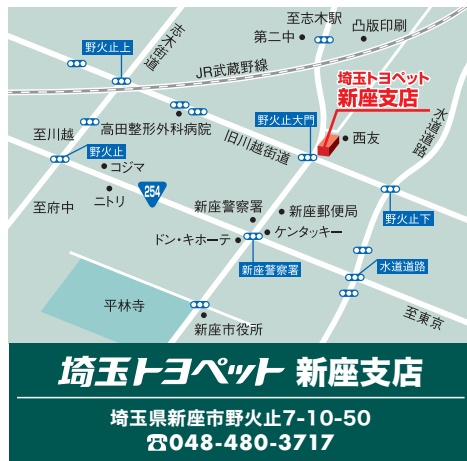 至志木駅
第二中
凸版印刷
志木街道
野火止上
JR武蔵野線
埼玉トヨペット
新座支店
水道道路
高田整形外科病院
野火止大門
至川越
旧川越街道
西友
野火止
コジマ
ニトリ
254
至府中
新座警察署
新座郵便局
野火止下
ドン・キホーテ
ケンタッキー
新座警察署
水道道路
平林寺
至東京
新座市役所
埼玉トヨペット 新座支店
埼玉県新座市野火止7-10-50
☎048-480-3717